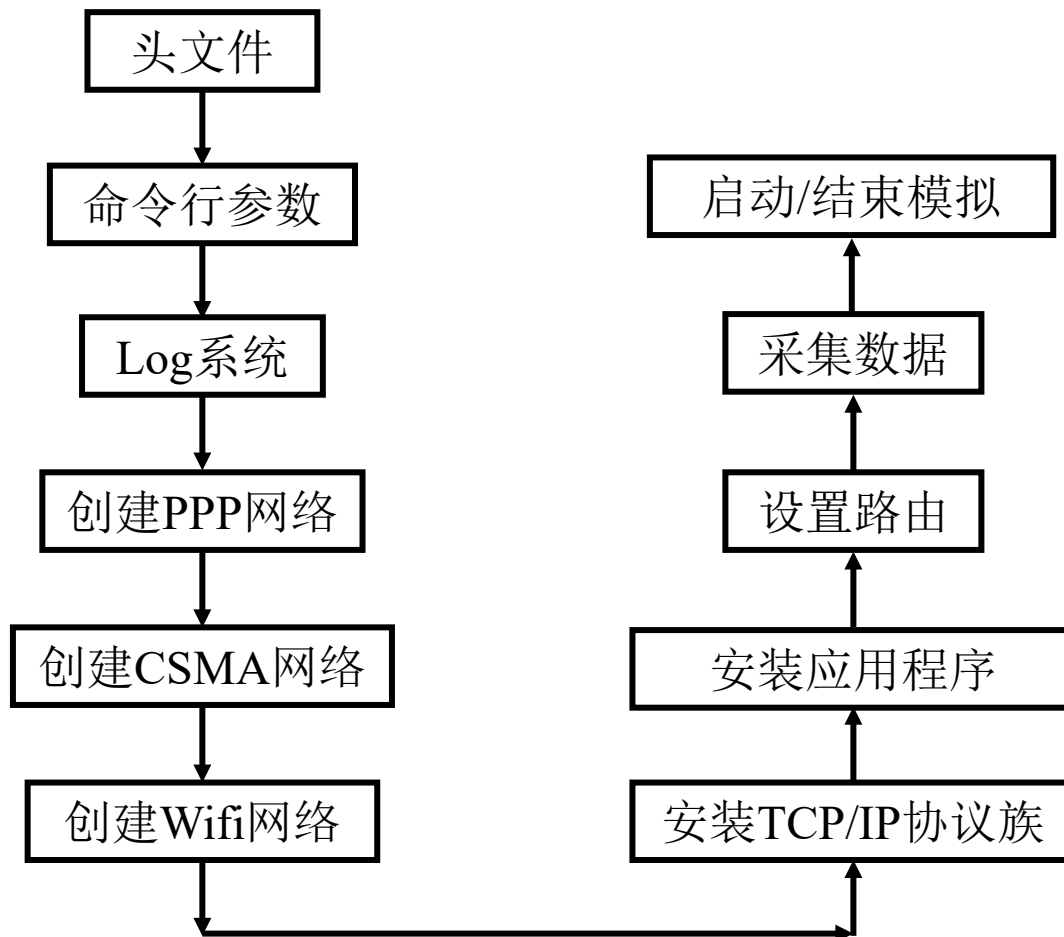 头文件
命令行参数
Log系统
创建PPP网络
创建CSMA网络
创建Wifi网络
安装TCP/IP协议族
安装应用程序
设置路由
采集数据
启动/结束模拟